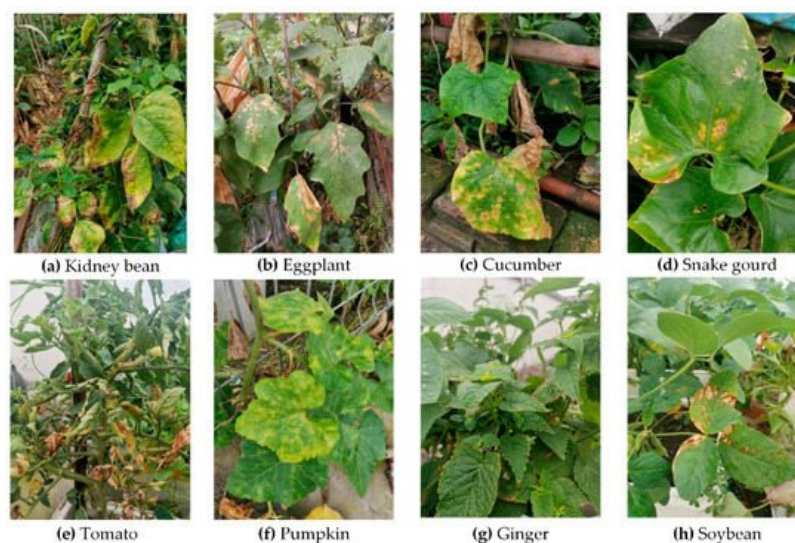 (a) Kidney bean
(b) Eggplant
(c) Cucumber
(d) Snake gourd
(e) Tomato
(f) Pumpkin
(g) Ginger
(h) Soybean